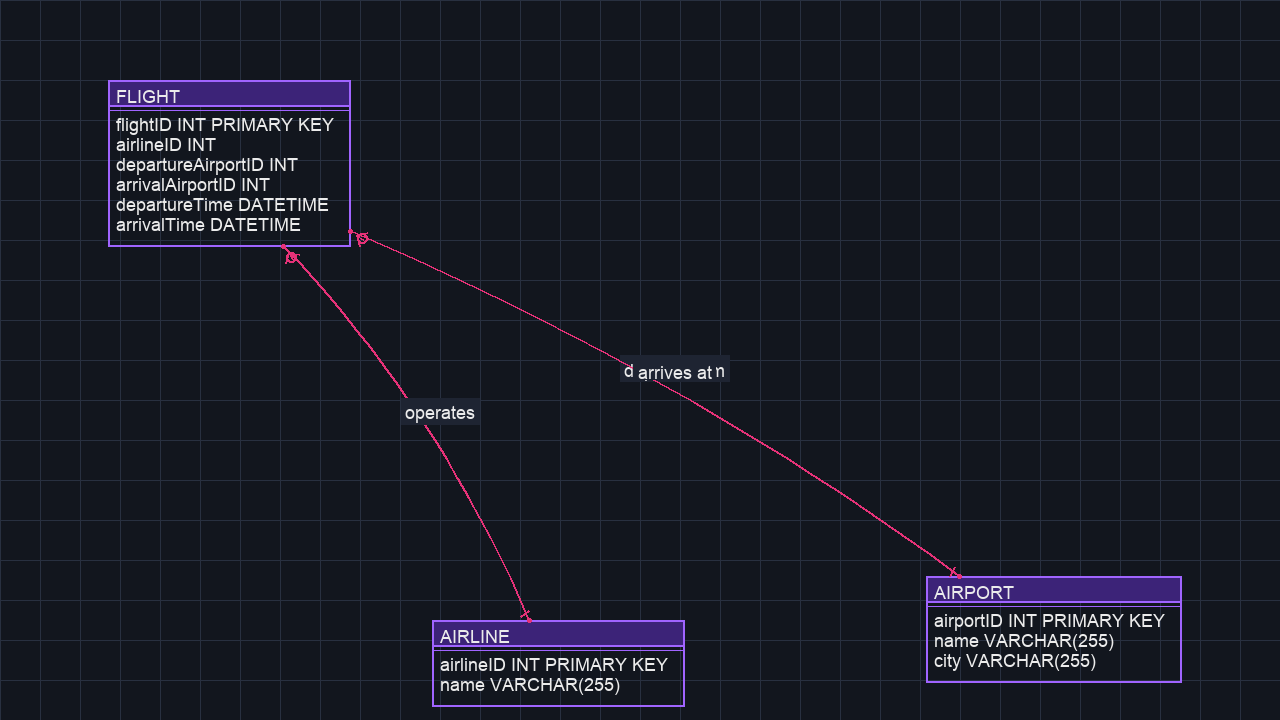 FLIGHT
flightID INT PRIMARY KEY
airlineID INT
departureAirportID INT
arrivalAirportID INT
departureTime DATETIME
arrivalTime DATETIME
arrives at
operates
AIRLINE
airlineID INT PRIMARY KEY
name VARCHAR(255)
AIRPORT
airportID INT PRIMARY KEY
name VARCHAR(255)
city VARCHAR(255)